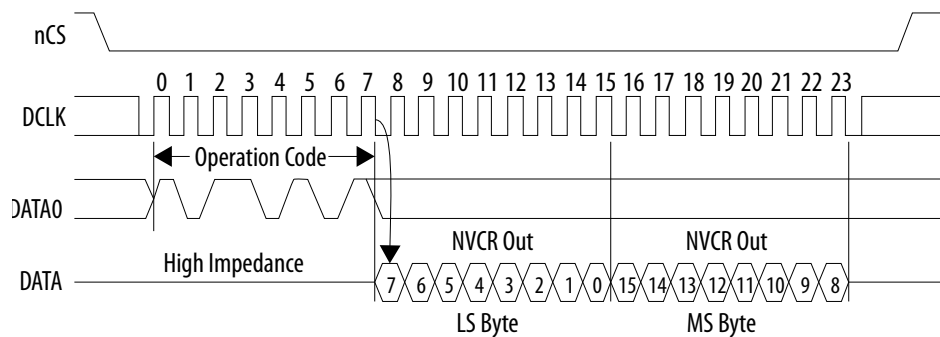 nCS
0 1 2 3 4 5 6 7 8 9 10 11 12 13 14 15 16 17 18 19 20 21 22 23
DCLK
Operation Code
DATA0
NVCR Out NVCR Out
High Impedance
DATA 7 6 5 4 3 2 1 0 15 14 13 12 11 10 9 8
LS Byte MS Byte